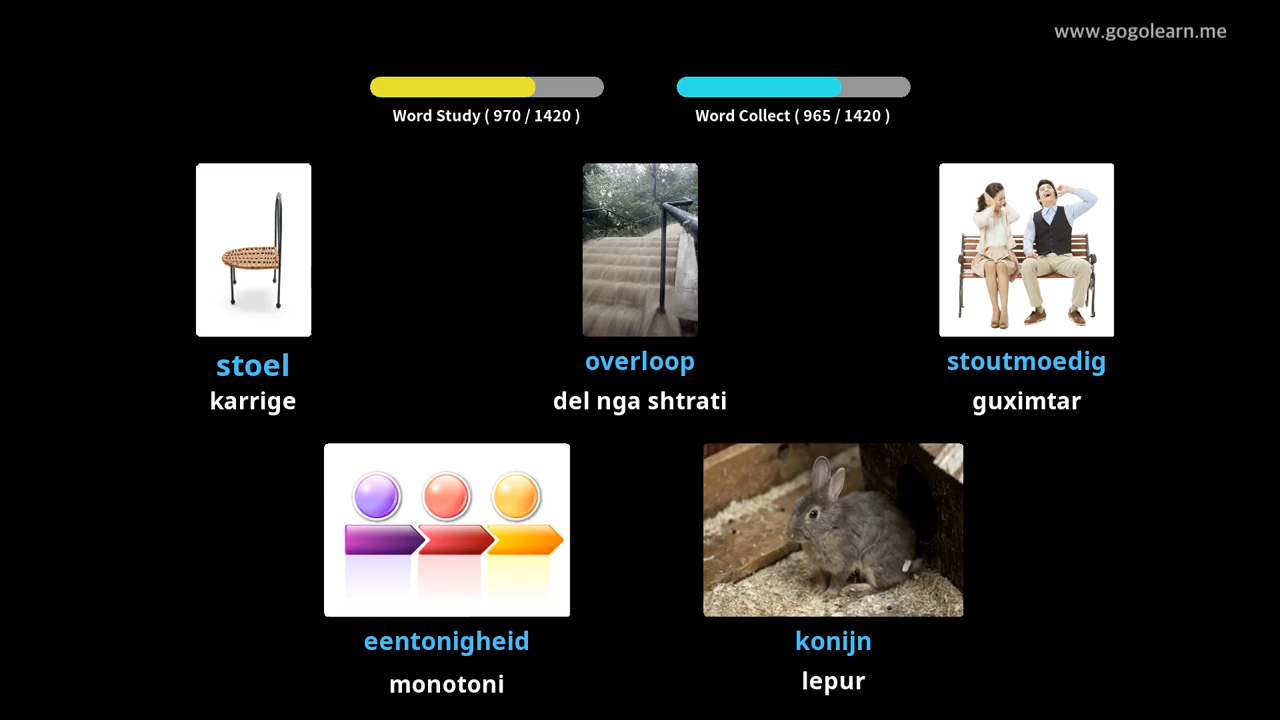 www.gogolearn.me
Word Study ( 970 / 1420 )
Word Collect ( 965 / 1420 )
stoel
karrige
overloop
del nga shtrati
stoutmoedig
guximtar
eentonigheid
monotoni
konijn
lepur